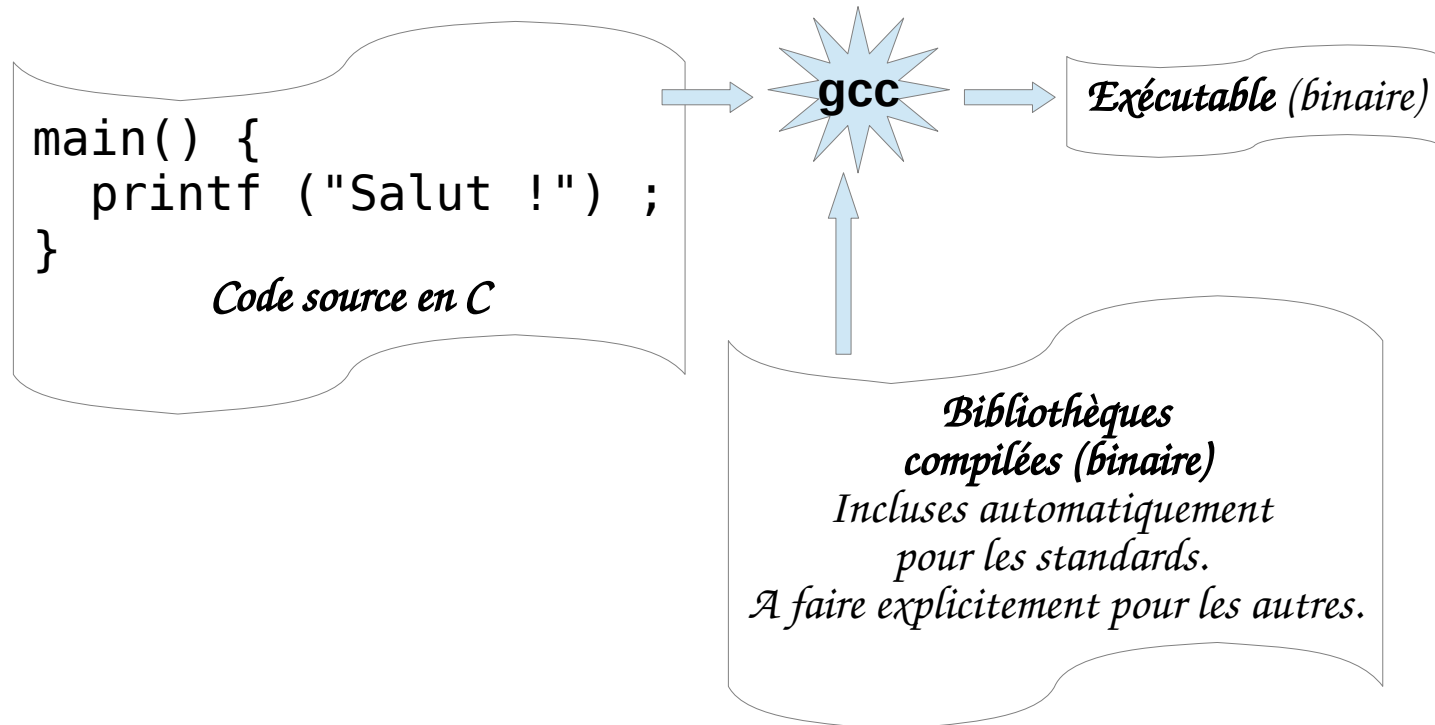 main() {
  printf ("Salut !") ;
}
Code source en C
gcc
Exécutable (binaire)
Bibliothèques
compilées (binaire)
Incluses automatiquement
pour les standards.
A faire explicitement pour les autres.